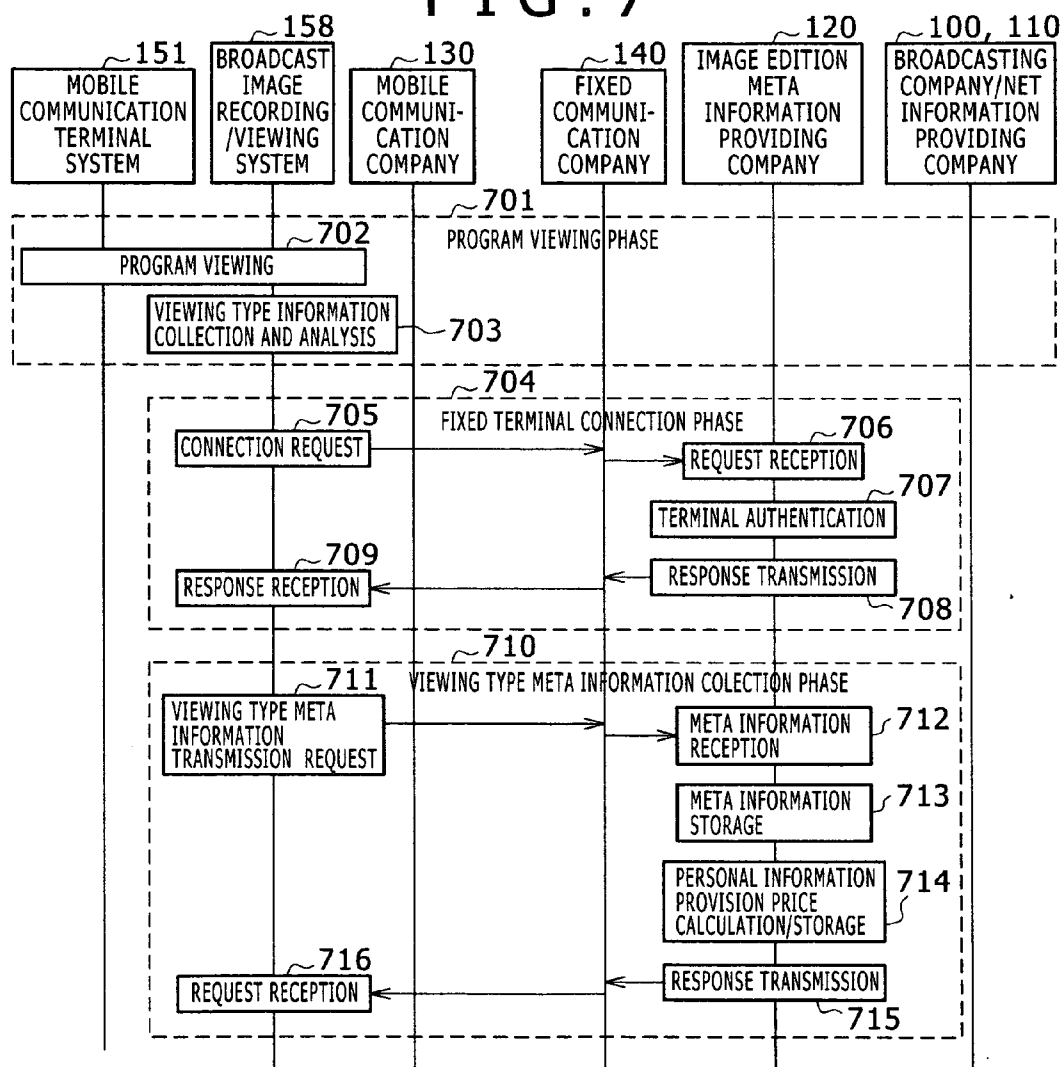 FIG.7
151
158
130
140
120
100, 110
MOBILE
COMMUNICATION
TERMINAL
SYSTEM
BROADCAST
IMAGE
RECORDING
/VIEWING
SYSTEM
MOBILE
COMMUNI-
CATION
COMPANY
FIXED
COMMUNI-
CATION
COMPANY
IMAGE EDITION
META
INFORMATION
PROVIDING
COMPANY
BROADCASTING
COMPANY/NET
INFORMATION
PROVIDING
COMPANY
701
PROGRAM VIEWING PHASE
702
PROGRAM VIEWING
VIEWING TYPE INFORMATION
COLLECTION AND ANALYSIS
703
704
FIXED TERMINAL CONNECTION PHASE
705
CONNECTION REQUEST
706
REQUEST RECEPTION
707
TERMINAL AUTHENTICATION
709
RESPONSE RECEPTION
RESPONSE TRANSMISSION
708
710
VIEWING TYPE META INFORMATION COLECTION PHASE
711
VIEWING TYPE META
INFORMATION
TRANSMISSION REQUEST
META INFORMATION
RECEPTION
712
META INFORMATION
STORAGE
713
PERSONAL INFORMATION
PROVISION PRICE
CALCULATION/STORAGE
714
716
REQUEST RECEPTION
RESPONSE TRANSMISSION
715